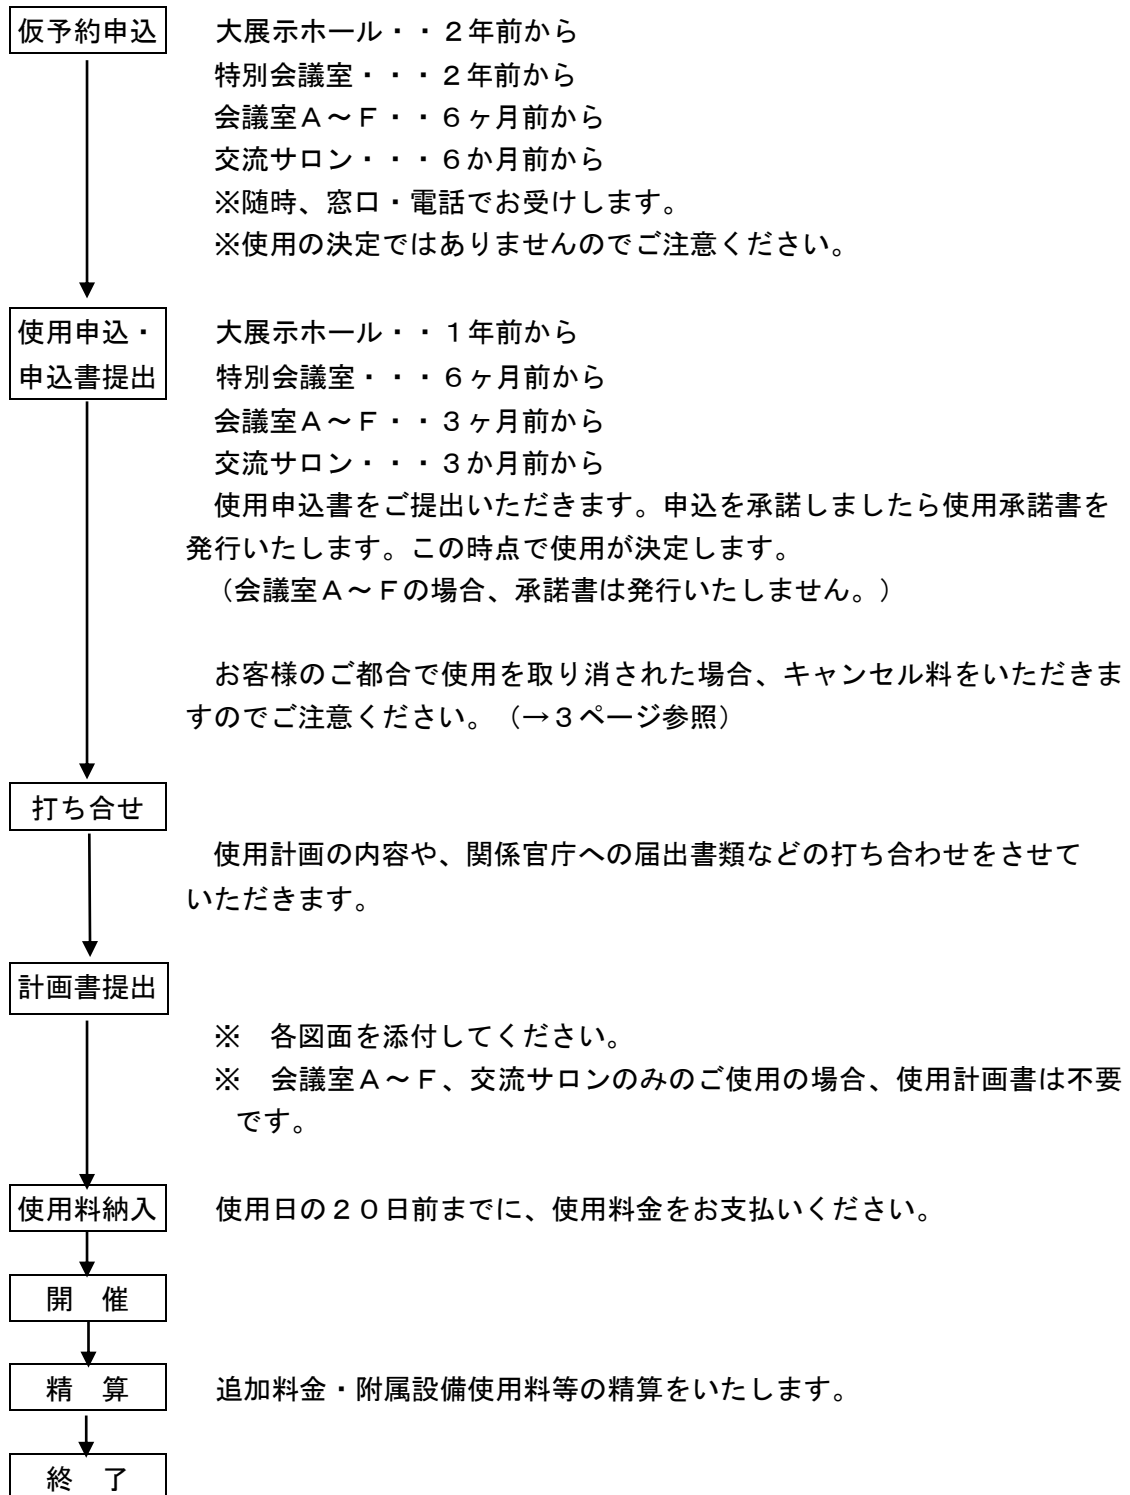 仮予約申込　大展示ホール・・２年前から
特別会議室・・・２年前から
会議室Ａ～Ｆ・・６ヶ月前から
交流サロン・・・６か月前から
※随時、窓口・電話でお受けします。
※使用の決定ではありませんのでご注意ください。
使用申込・　大展示ホール・・１年前から
申込書提出　特別会議室・・・６ヶ月前から
会議室Ａ～Ｆ・・３ヶ月前から
交流サロン・・・３か月前から
使用申込書をご提出いただきます。申込を承諾しましたら使用承諾書を
発行いたします。この時点で使用が決定します。
（会議室Ａ～Ｆの場合、承諾書は発行いたしません。）
お客様のご都合で使用を取り消された場合、キャンセル料をいただきま
すのでご注意ください。（→３ページ参照）
打ち合せ
使用計画の内容や、関係官庁への届出書類などの打ち合わせをさせて
いただきます。
計画書提出
※　各図面を添付してください。
※　会議室Ａ～Ｆ、交流サロンのみのご使用の場合、使用計画書は不要
です。
使用料納入　使用日の２０日前までに、使用料金をお支払いください。
開　催
精　算　追加料金・附属設備使用料等の精算をいたします。
終　了